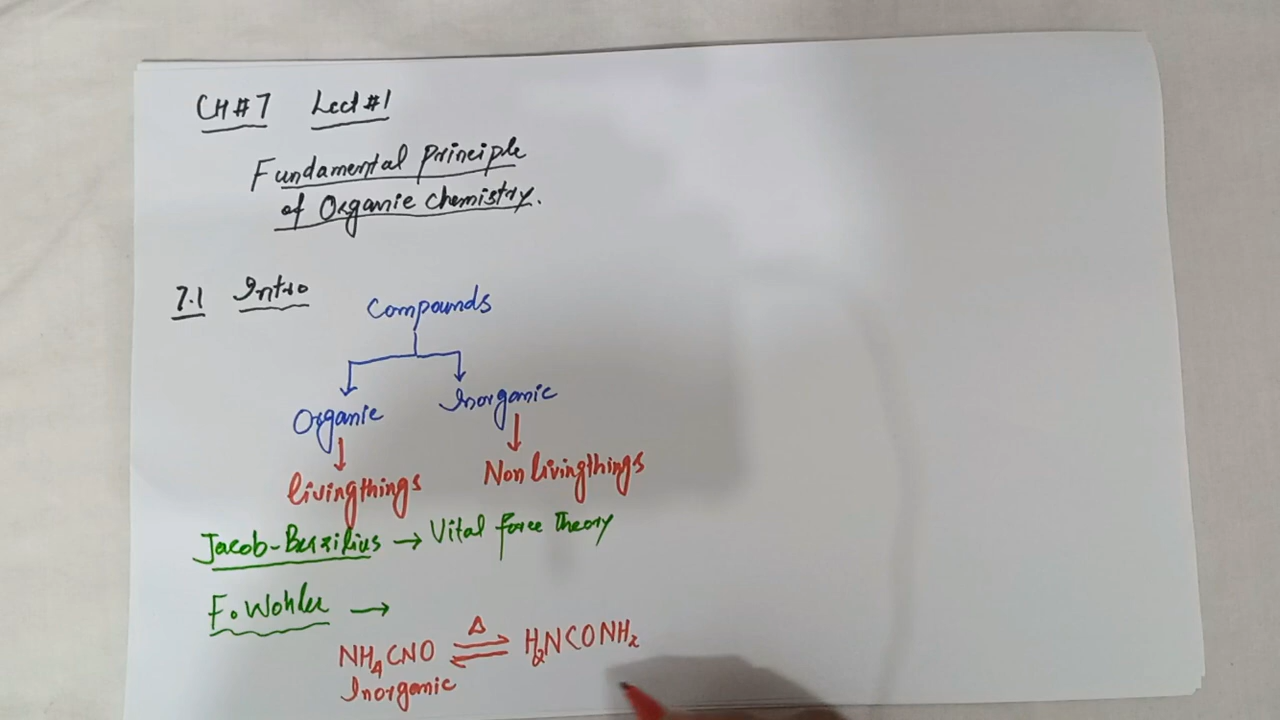 CH#7 Lect#1
Fundamental Principle
of Organic Chemistry.
7.1 Intro
Compounds
Organic Inorganic
livingthings Non livingthings
Jacob-Berzilius → Vital force Theory
F. Wohler →
NH₄CNO ⇌ Δ H₂NCONH₂
Inorganic